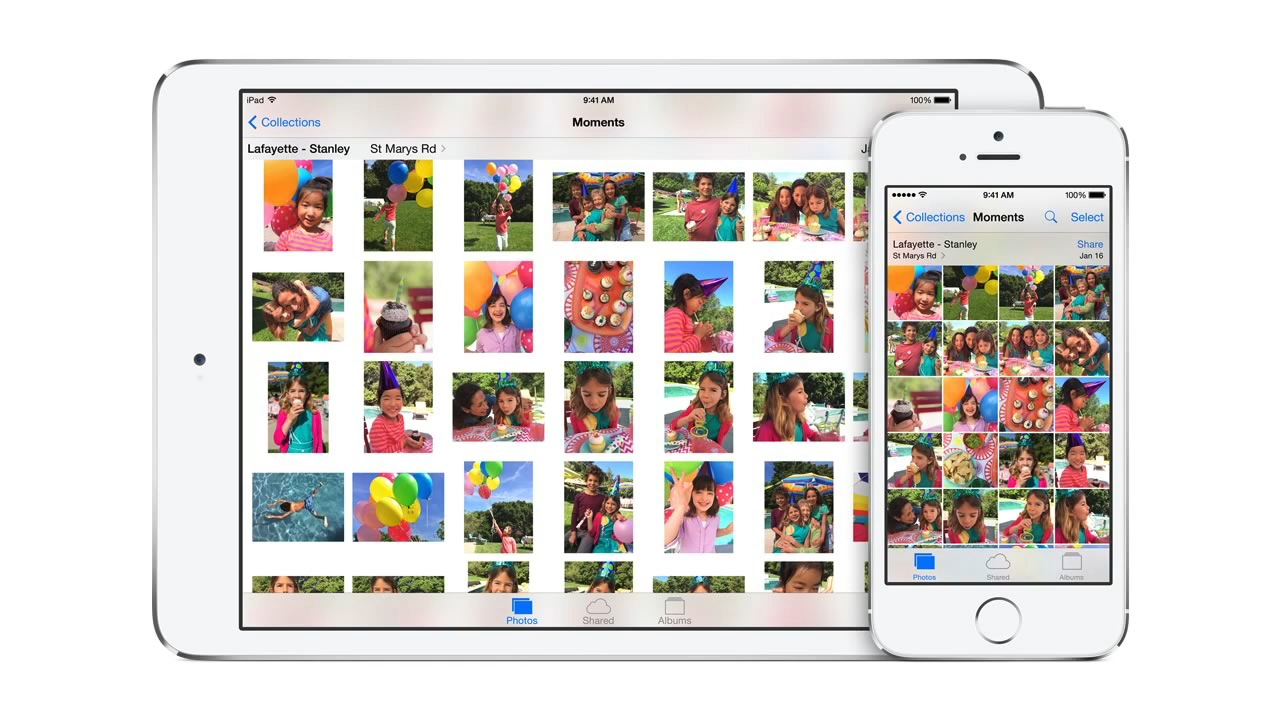 iPad 9:41 AM 100%
Collections Moments
Lafayette - Stanley St Marys Rd
Photos Shared Albums
9:41 AM 100%
Collections Moments Select
Lafayette - Stanley Share
St Marys Rd Jan 16
Photos Shared Albums